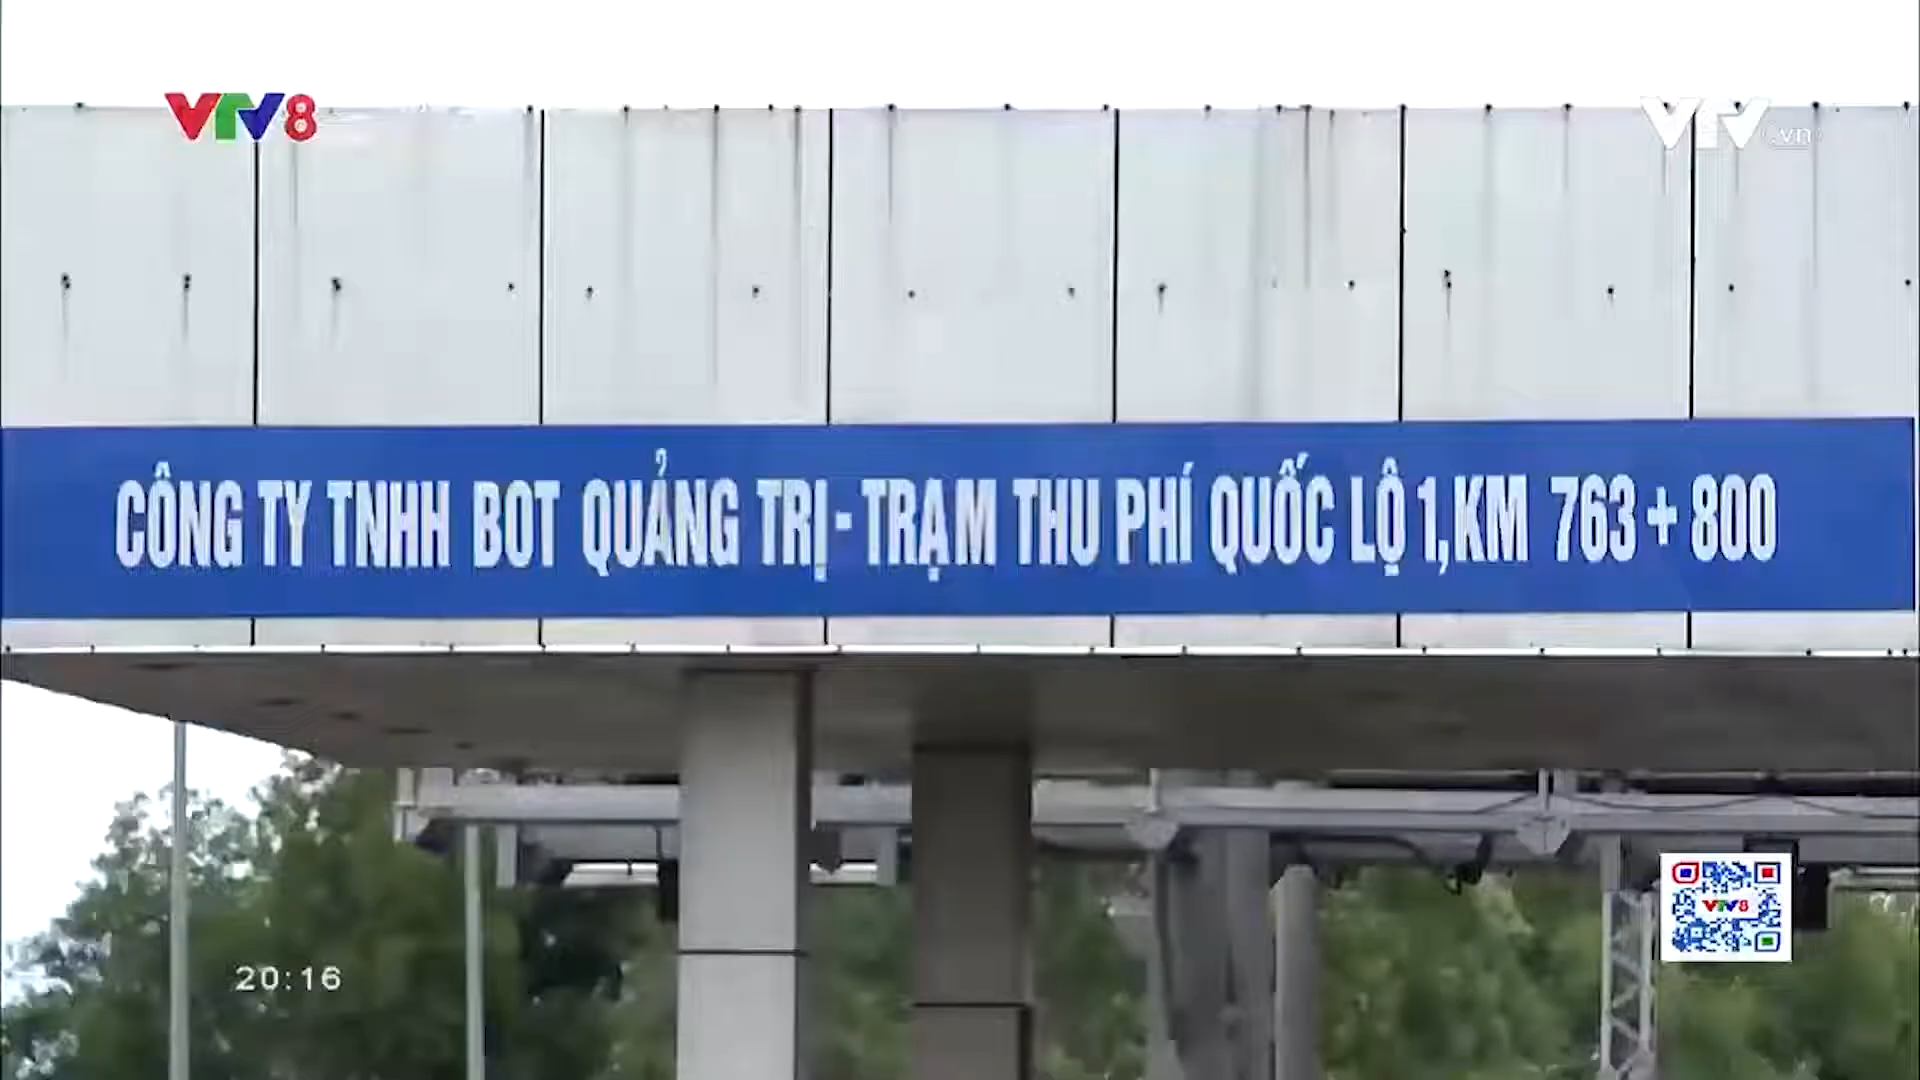 VTV8
VTV.vn
CÔNG TY TNHH BOT QUẢNG TRỊ - TRẠM THU PHÍ QUỐC LỘ 1, KM 763 + 800
VTV8
20:16